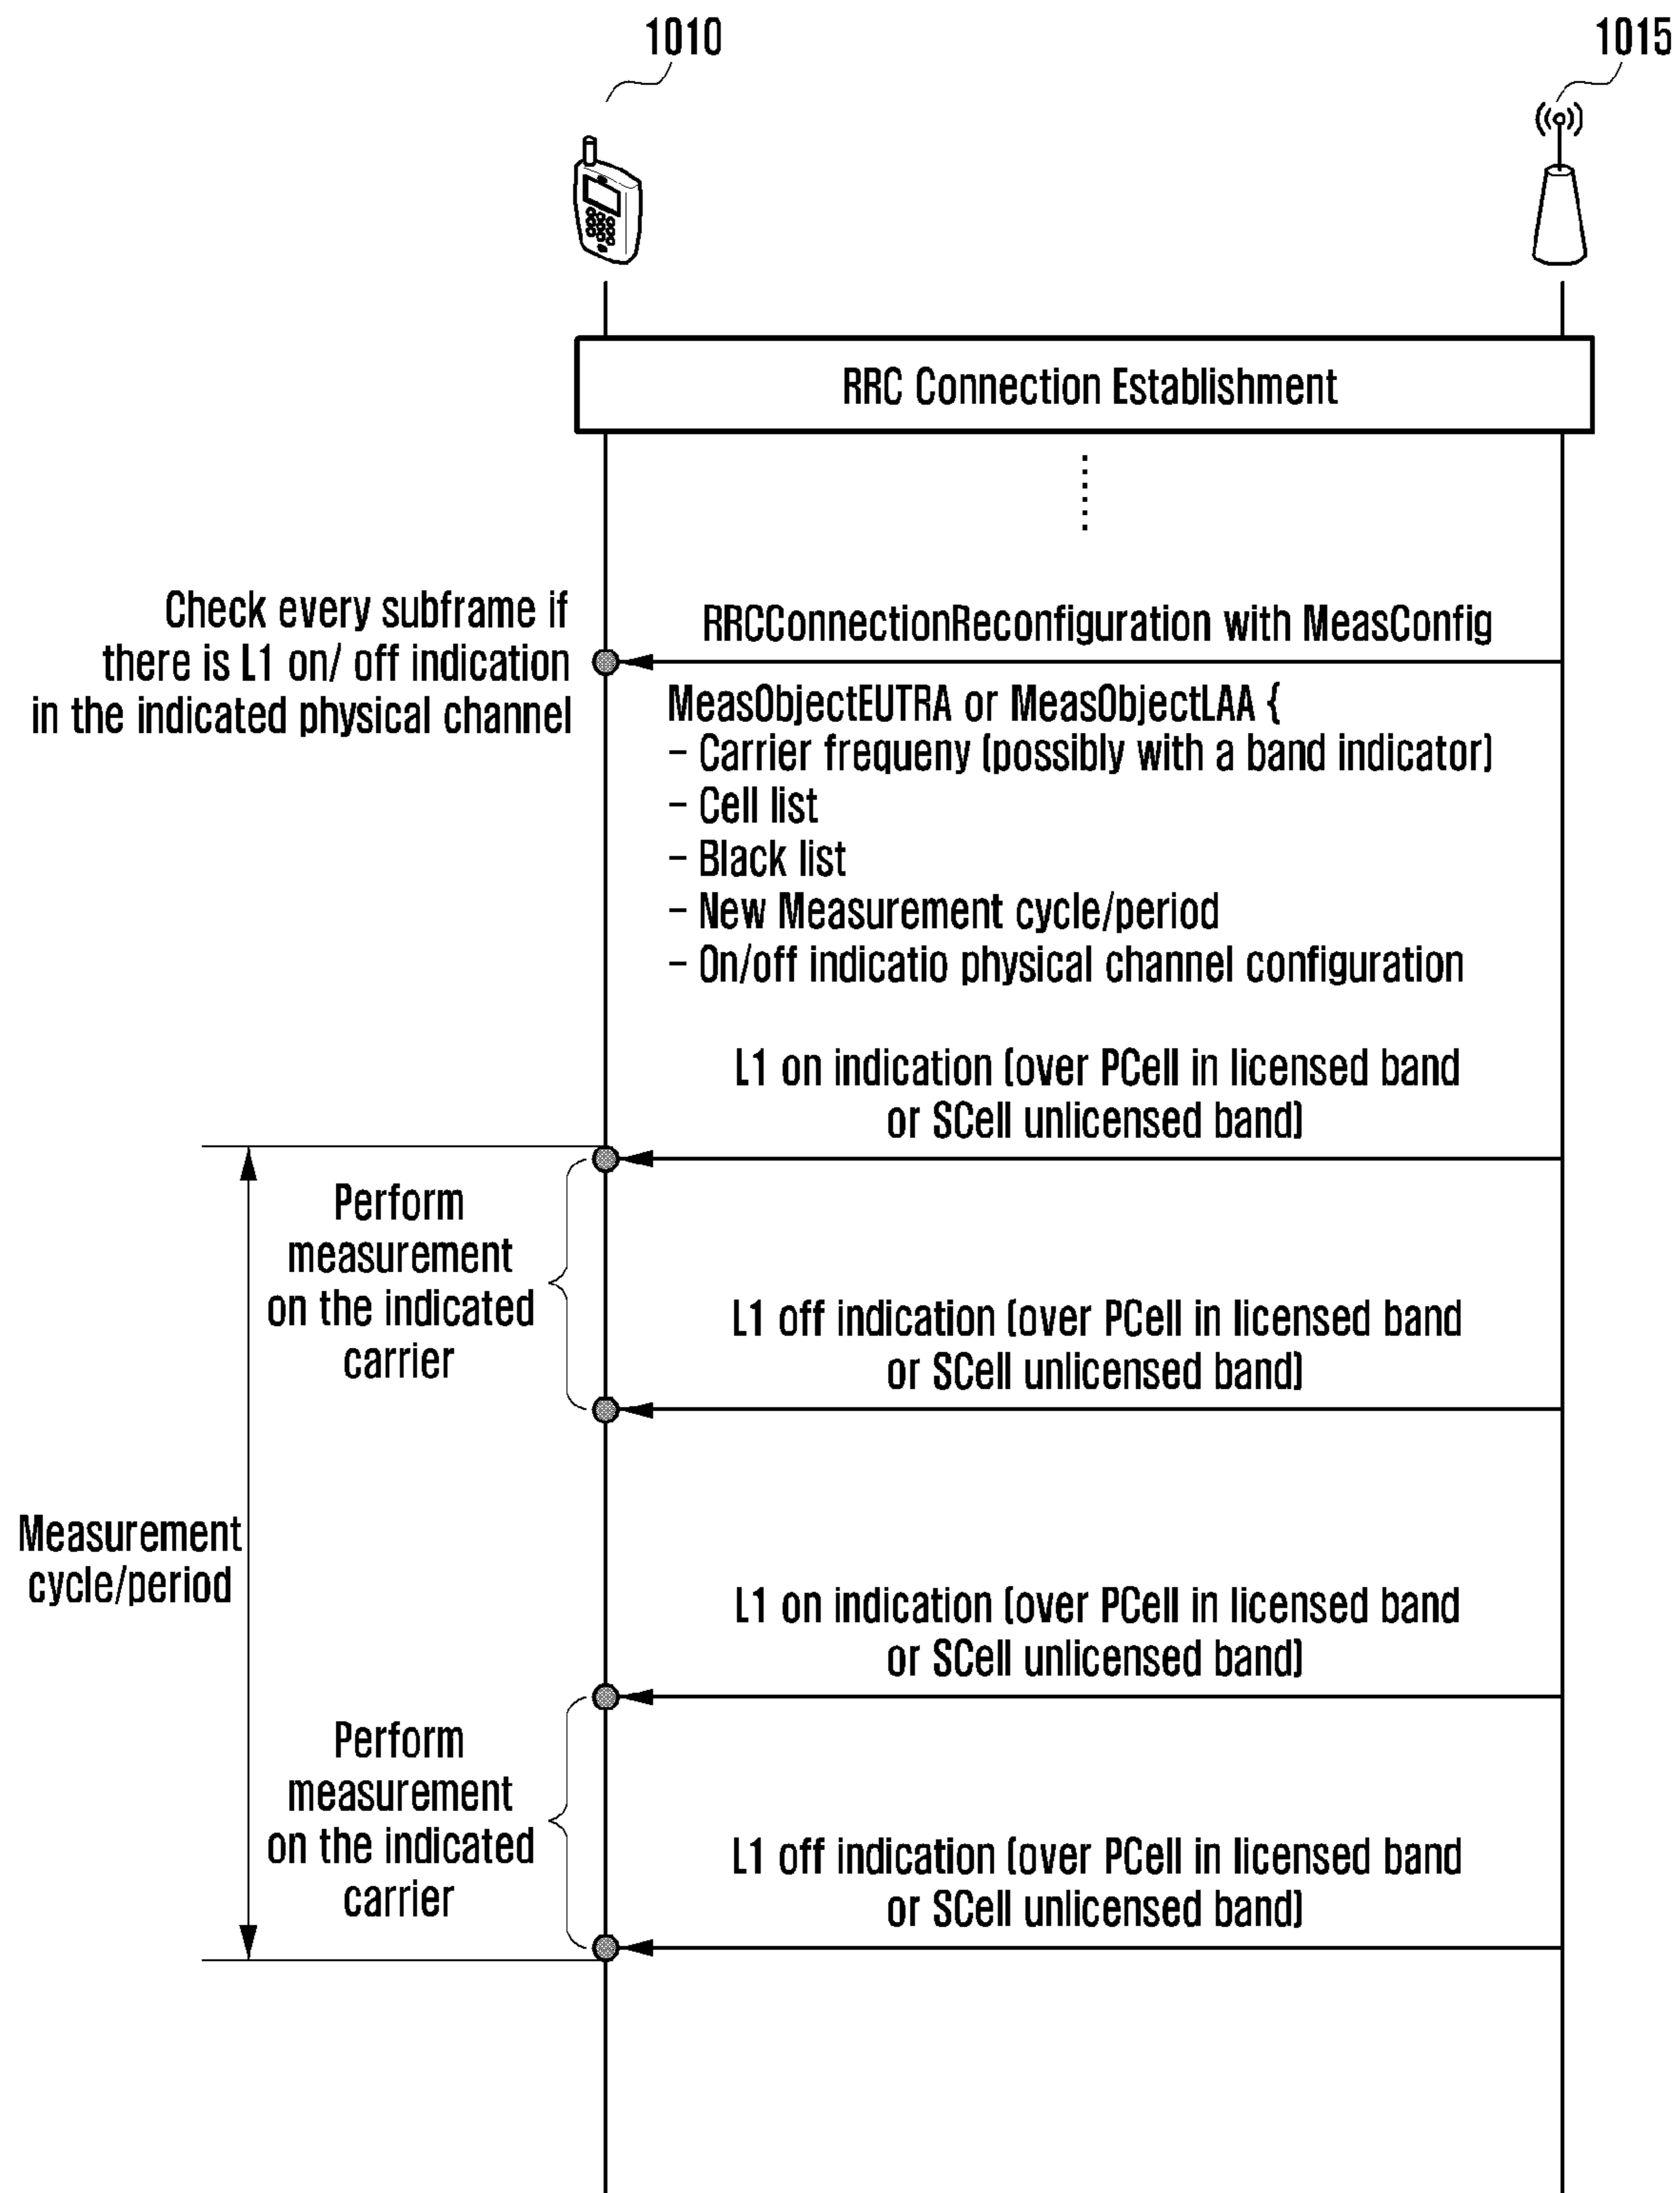 1010
1015
RRC Connection Establishment
Check every subframe if
there is L1 on/ off indication
in the indicated physical channel
RRCConnectionReconfiguration with MeasConfig
MeasObjectEUTRA or MeasObjectLAA {
– Carrier frequeny (possibly with a band indicator)
– Cell list
– Black list
– New Measurement cycle/period
– On/off indicatio physical channel configuration
L1 on indication (over PCell in licensed band
or SCell unlicensed band)
Perform
measurement
on the indicated
carrier
L1 off indication (over PCell in licensed band
or SCell unlicensed band)
Measurement
cycle/period
L1 on indication (over PCell in licensed band
or SCell unlicensed band)
Perform
measurement
on the indicated
carrier
L1 off indication (over PCell in licensed band
or SCell unlicensed band)